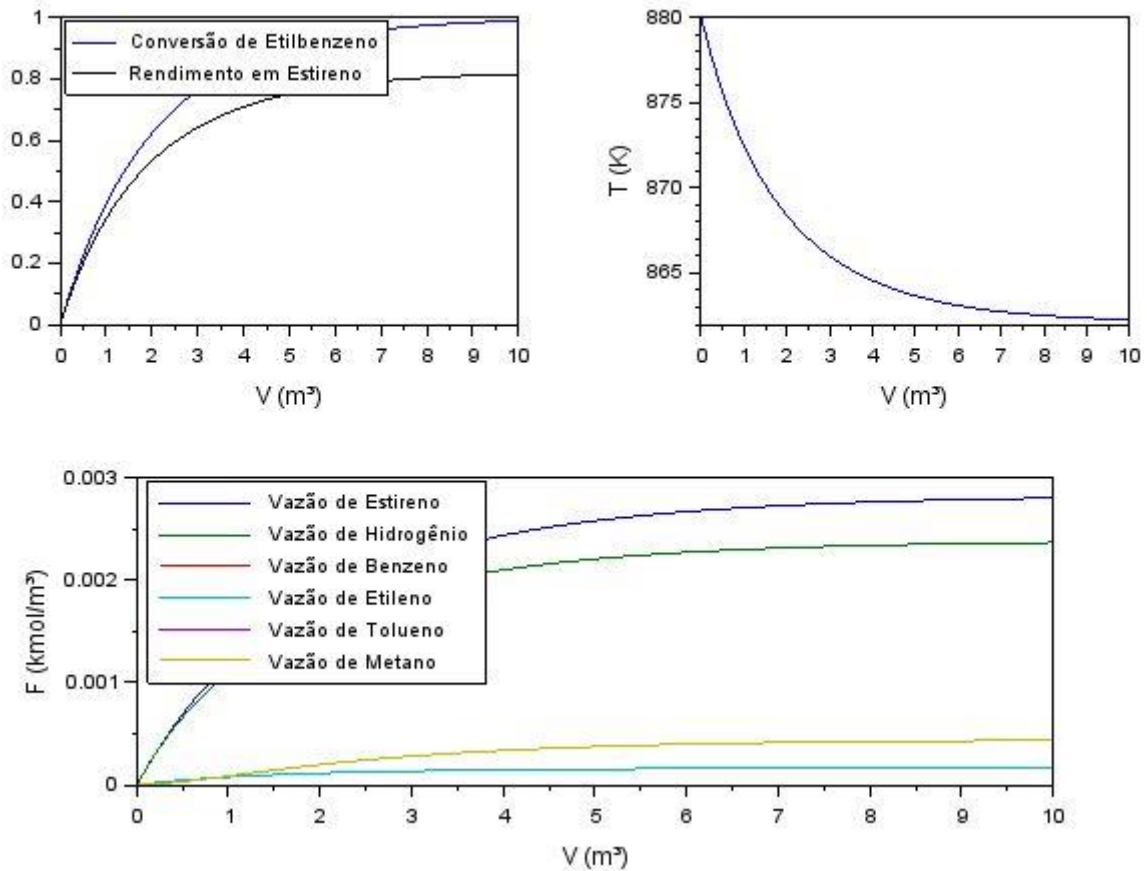 1
0.8
0.6
0.4
0.2
0
Conversão de Etilbenzeno
Rendimento em Estireno
0 1 2 3 4 5 6 7 8 9 10
V (m³)
880
875
870
865
T (K)
0 1 2 3 4 5 6 7 8 9 10
V (m³)
0.003
0.002
0.001
0
F (kmol/m³)
Vazão de Estireno
Vazão de Hidrogênio
Vazão de Benzeno
Vazão de Etileno
Vazão de Tolueno
Vazão de Metano
0 1 2 3 4 5 6 7 8 9 10
V (m³)